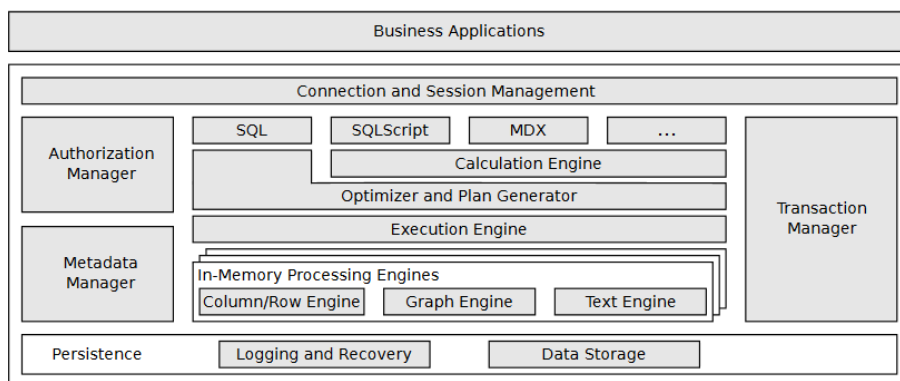 Business Applications
Connection and Session Management
Authorization
Manager
SQL
SQLScript
MDX
...
Calculation Engine
Optimizer and Plan Generator
Execution Engine
Transaction
Manager
Metadata
Manager
In-Memory Processing Engines
Column/Row Engine
Graph Engine
Text Engine
Persistence
Logging and Recovery
Data Storage